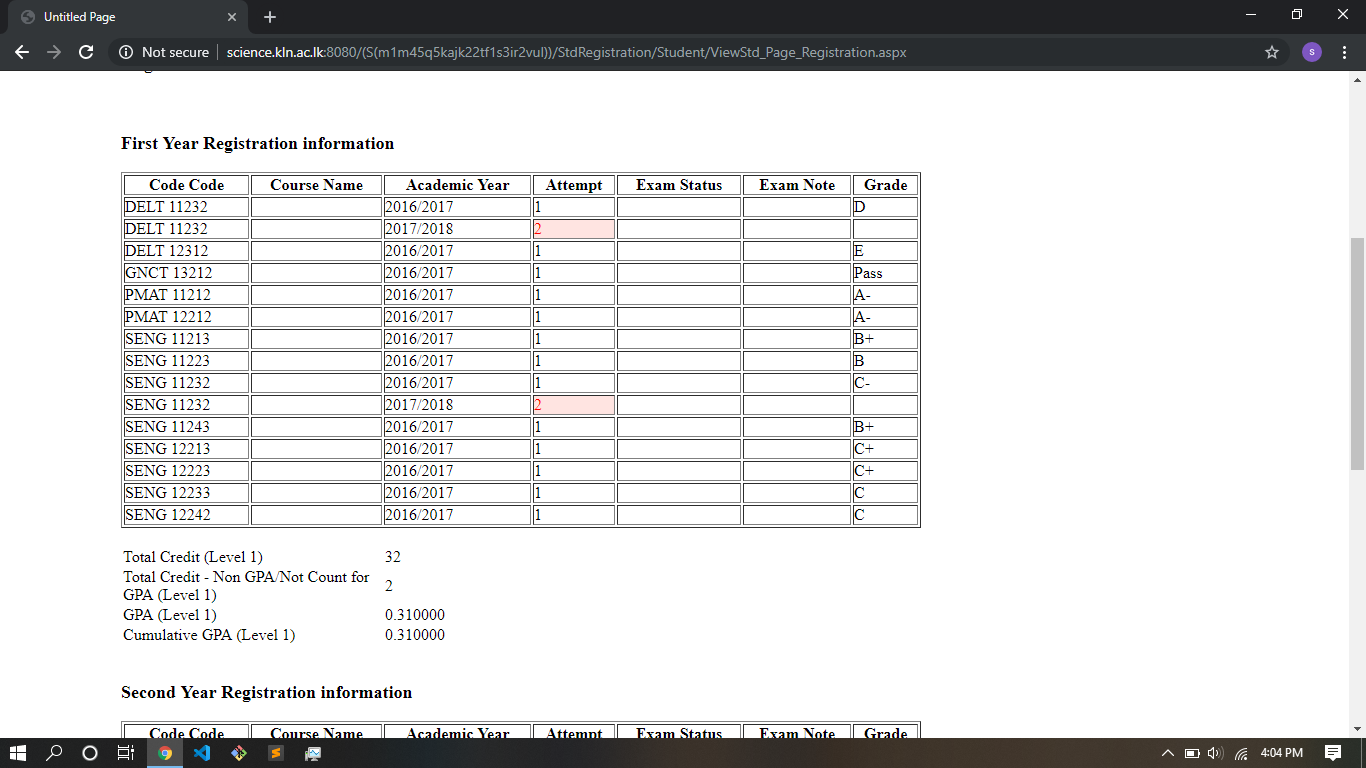 Untitled Page
Not secure science.kln.ac.lk:8080/(S(m1m45q5kajk22tf1s3ir2vul))/StdRegistration/Student/ViewStd_Page_Registration.aspx
S
First Year Registration information
Code Code Course Name Academic Year Attempt Exam Status Exam Note Grade
DELT 11232 2016/2017 1 D
DELT 11232 2017/2018 2
DELT 12312 2016/2017 1 E
GNCT 13212 2016/2017 1 Pass
PMAT 11212 2016/2017 1 A-
PMAT 12212 2016/2017 1 A-
SENG 11213 2016/2017 1 B+
SENG 11223 2016/2017 1 B
SENG 11232 2016/2017 1 C-
SENG 11232 2017/2018 2
SENG 11243 2016/2017 1 B+
SENG 12213 2016/2017 1 C+
SENG 12223 2016/2017 1 C+
SENG 12233 2016/2017 1 C
SENG 12242 2016/2017 1 C
Total Credit (Level 1) 32
Total Credit - Non GPA/Not Count for
GPA (Level 1) 2
GPA (Level 1) 0.310000
Cumulative GPA (Level 1) 0.310000
Second Year Registration information
Code Code Course Name Academic Year Attempt Exam Status Exam Note Grade
4:04 PM